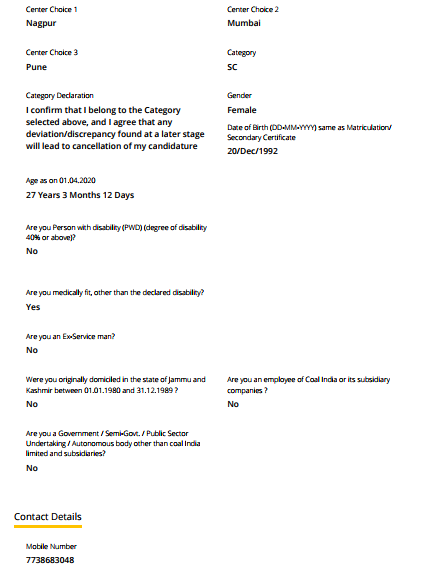 Center Choice 1
Nagpur
Center Choice 2
Mumbai
Center Choice 3
Pune
Category
SC
Category Declaration
I confirm that I belong to the Category
selected above, and I agree that any
deviation/discrepancy found at a later stage
will lead to cancellation of my candidature
Gender
Female
Date of Birth (DD-MM-YYYY) same as Matriculation/
Secondary Certificate
20/Dec/1992
Age as on 01.04.2020
27 Years 3 Months 12 Days
Are you Person with disability (PWD) (degree of disability
40% or above)?
No
Are you medically fit, other than the declared disability?
Yes
Are you an Ex-Service man?
No
Were you originally domiciled in the state of Jammu and
Kashmir between 01.01.1980 and 31.12.1989 ?
No
Are you an employee of Coal India or its subsidiary
companies ?
No
Are you a Government / Semi-Govt. / Public Sector
Undertaking / Autonomous body other than coal India
limited and subsidiaries?
No
Contact Details
Mobile Number
7738683048